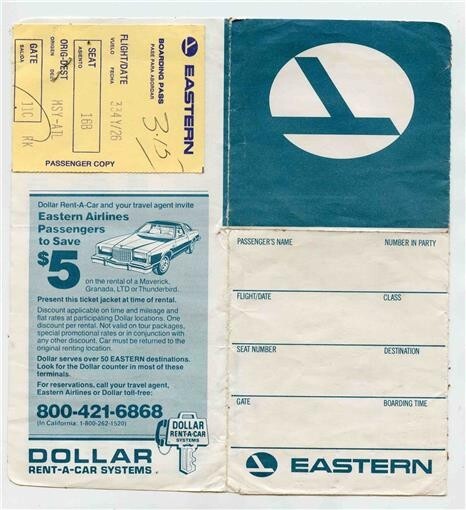 EASTERN
BOARDING PASS
PASE PARA ABORDAR
3:15
FLIGHT/DATE
VUELO FECHA
334Y/26
SEAT
ASIENTO
16B
ORIG-DEST
ORIGEN DEST
MSY-ATL
GATE
SALIDA
11C RK
PASSENGER COPY
Dollar Rent-A-Car and your travel agent invite
Eastern Airlines
Passengers
to Save
$5
on the rental of a Maverick,
Granada, LTD or Thunderbird.
Present this ticket jacket at time of rental.
Discount applicable on time and mileage and
flat rates at participating Dollar locations. One
discount per rental. Not valid on tour packages,
special promotional rates or in conjunction with
any other discount. Car must be returned to the
original renting location.
Dollar serves over 50 EASTERN destinations.
Look for the Dollar counter in most of these
terminals.
For reservations, call your travel agent,
Eastern Airlines or Dollar toll-free:
800-421-6868
(In California: 1-800-262-1520)
DOLLAR
RENT-A-CAR
SYSTEMS
DOLLAR
RENT-A-CAR SYSTEMS
PASSENGER'S NAME NUMBER IN PARTY
FLIGHT/DATE CLASS
SEAT NUMBER DESTINATION
GATE BOARDING TIME
EASTERN